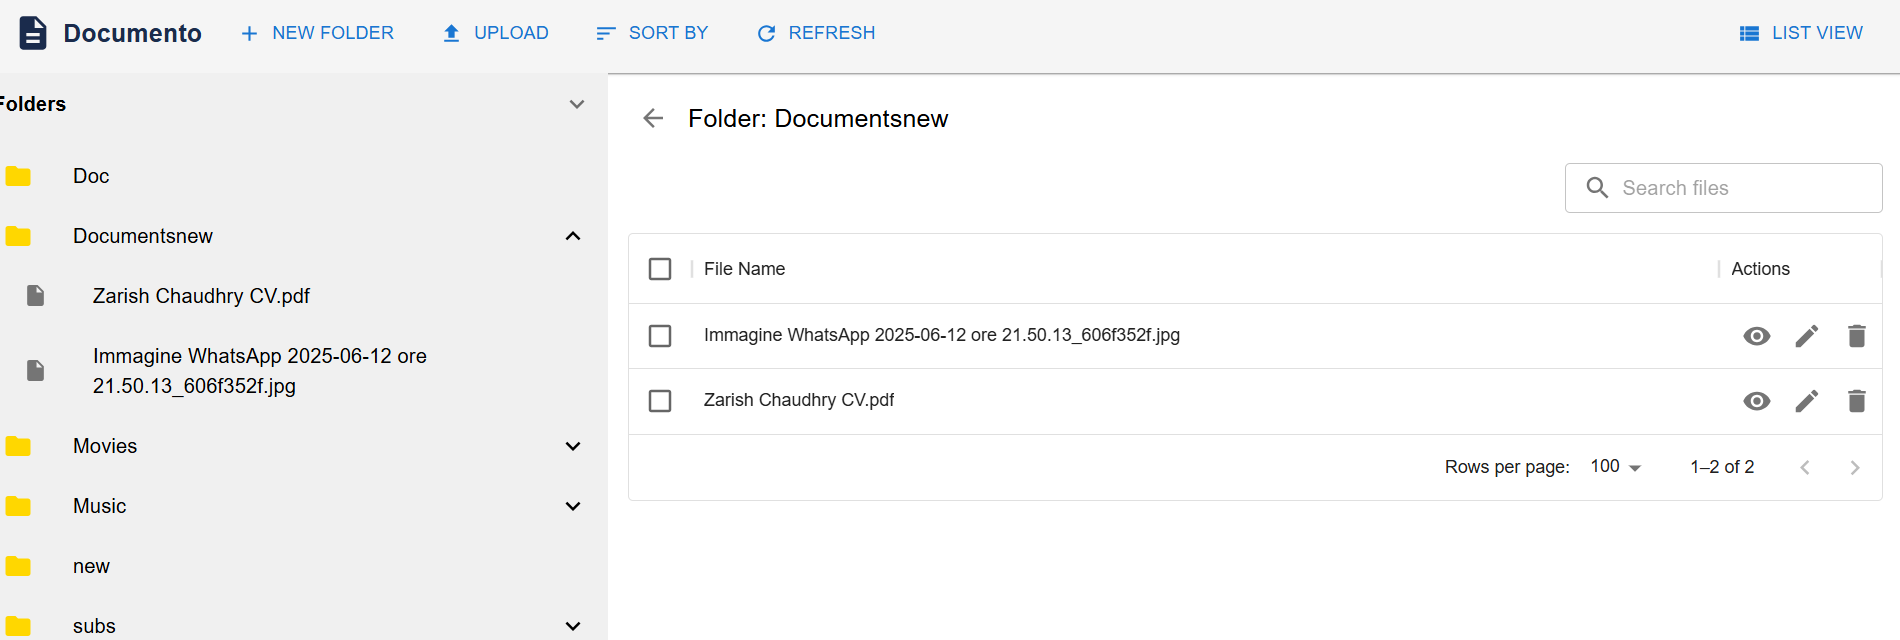 Documento
NEW FOLDER
UPLOAD
SORT BY
REFRESH
LIST VIEW
Folders
Doc
Documentsnew
Zarish Chaudhry CV.pdf
Immagine WhatsApp 2025-06-12 ore
21.50.13_606f352f.jpg
Movies
Music
new
subs
Folder: Documentsnew
Search files
File Name
Actions
Immagine WhatsApp 2025-06-12 ore 21.50.13_606f352f.jpg
Zarish Chaudhry CV.pdf
Rows per page: 100 1–2 of 2